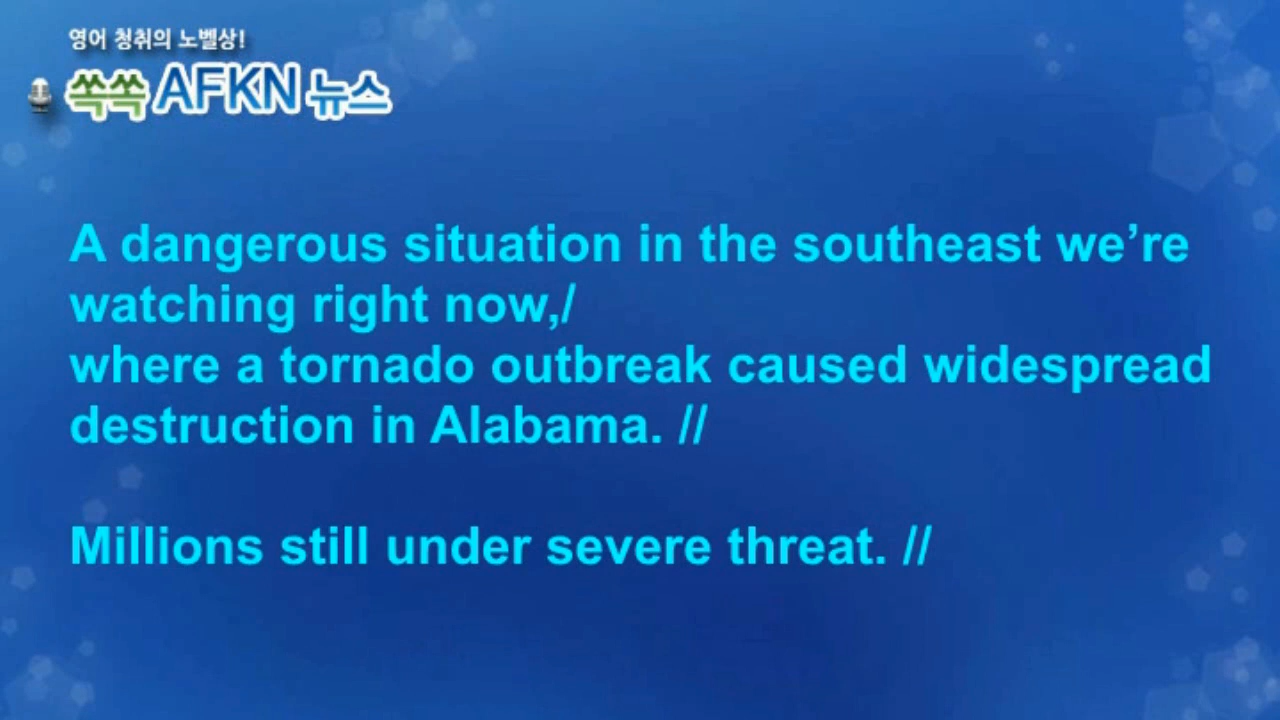 영어 청취의 노벨상!
쏙쏙 AFKN 뉴스
A dangerous situation in the southeast we’re
watching right now,/
where a tornado outbreak caused widespread
destruction in Alabama. //
Millions still under severe threat. //